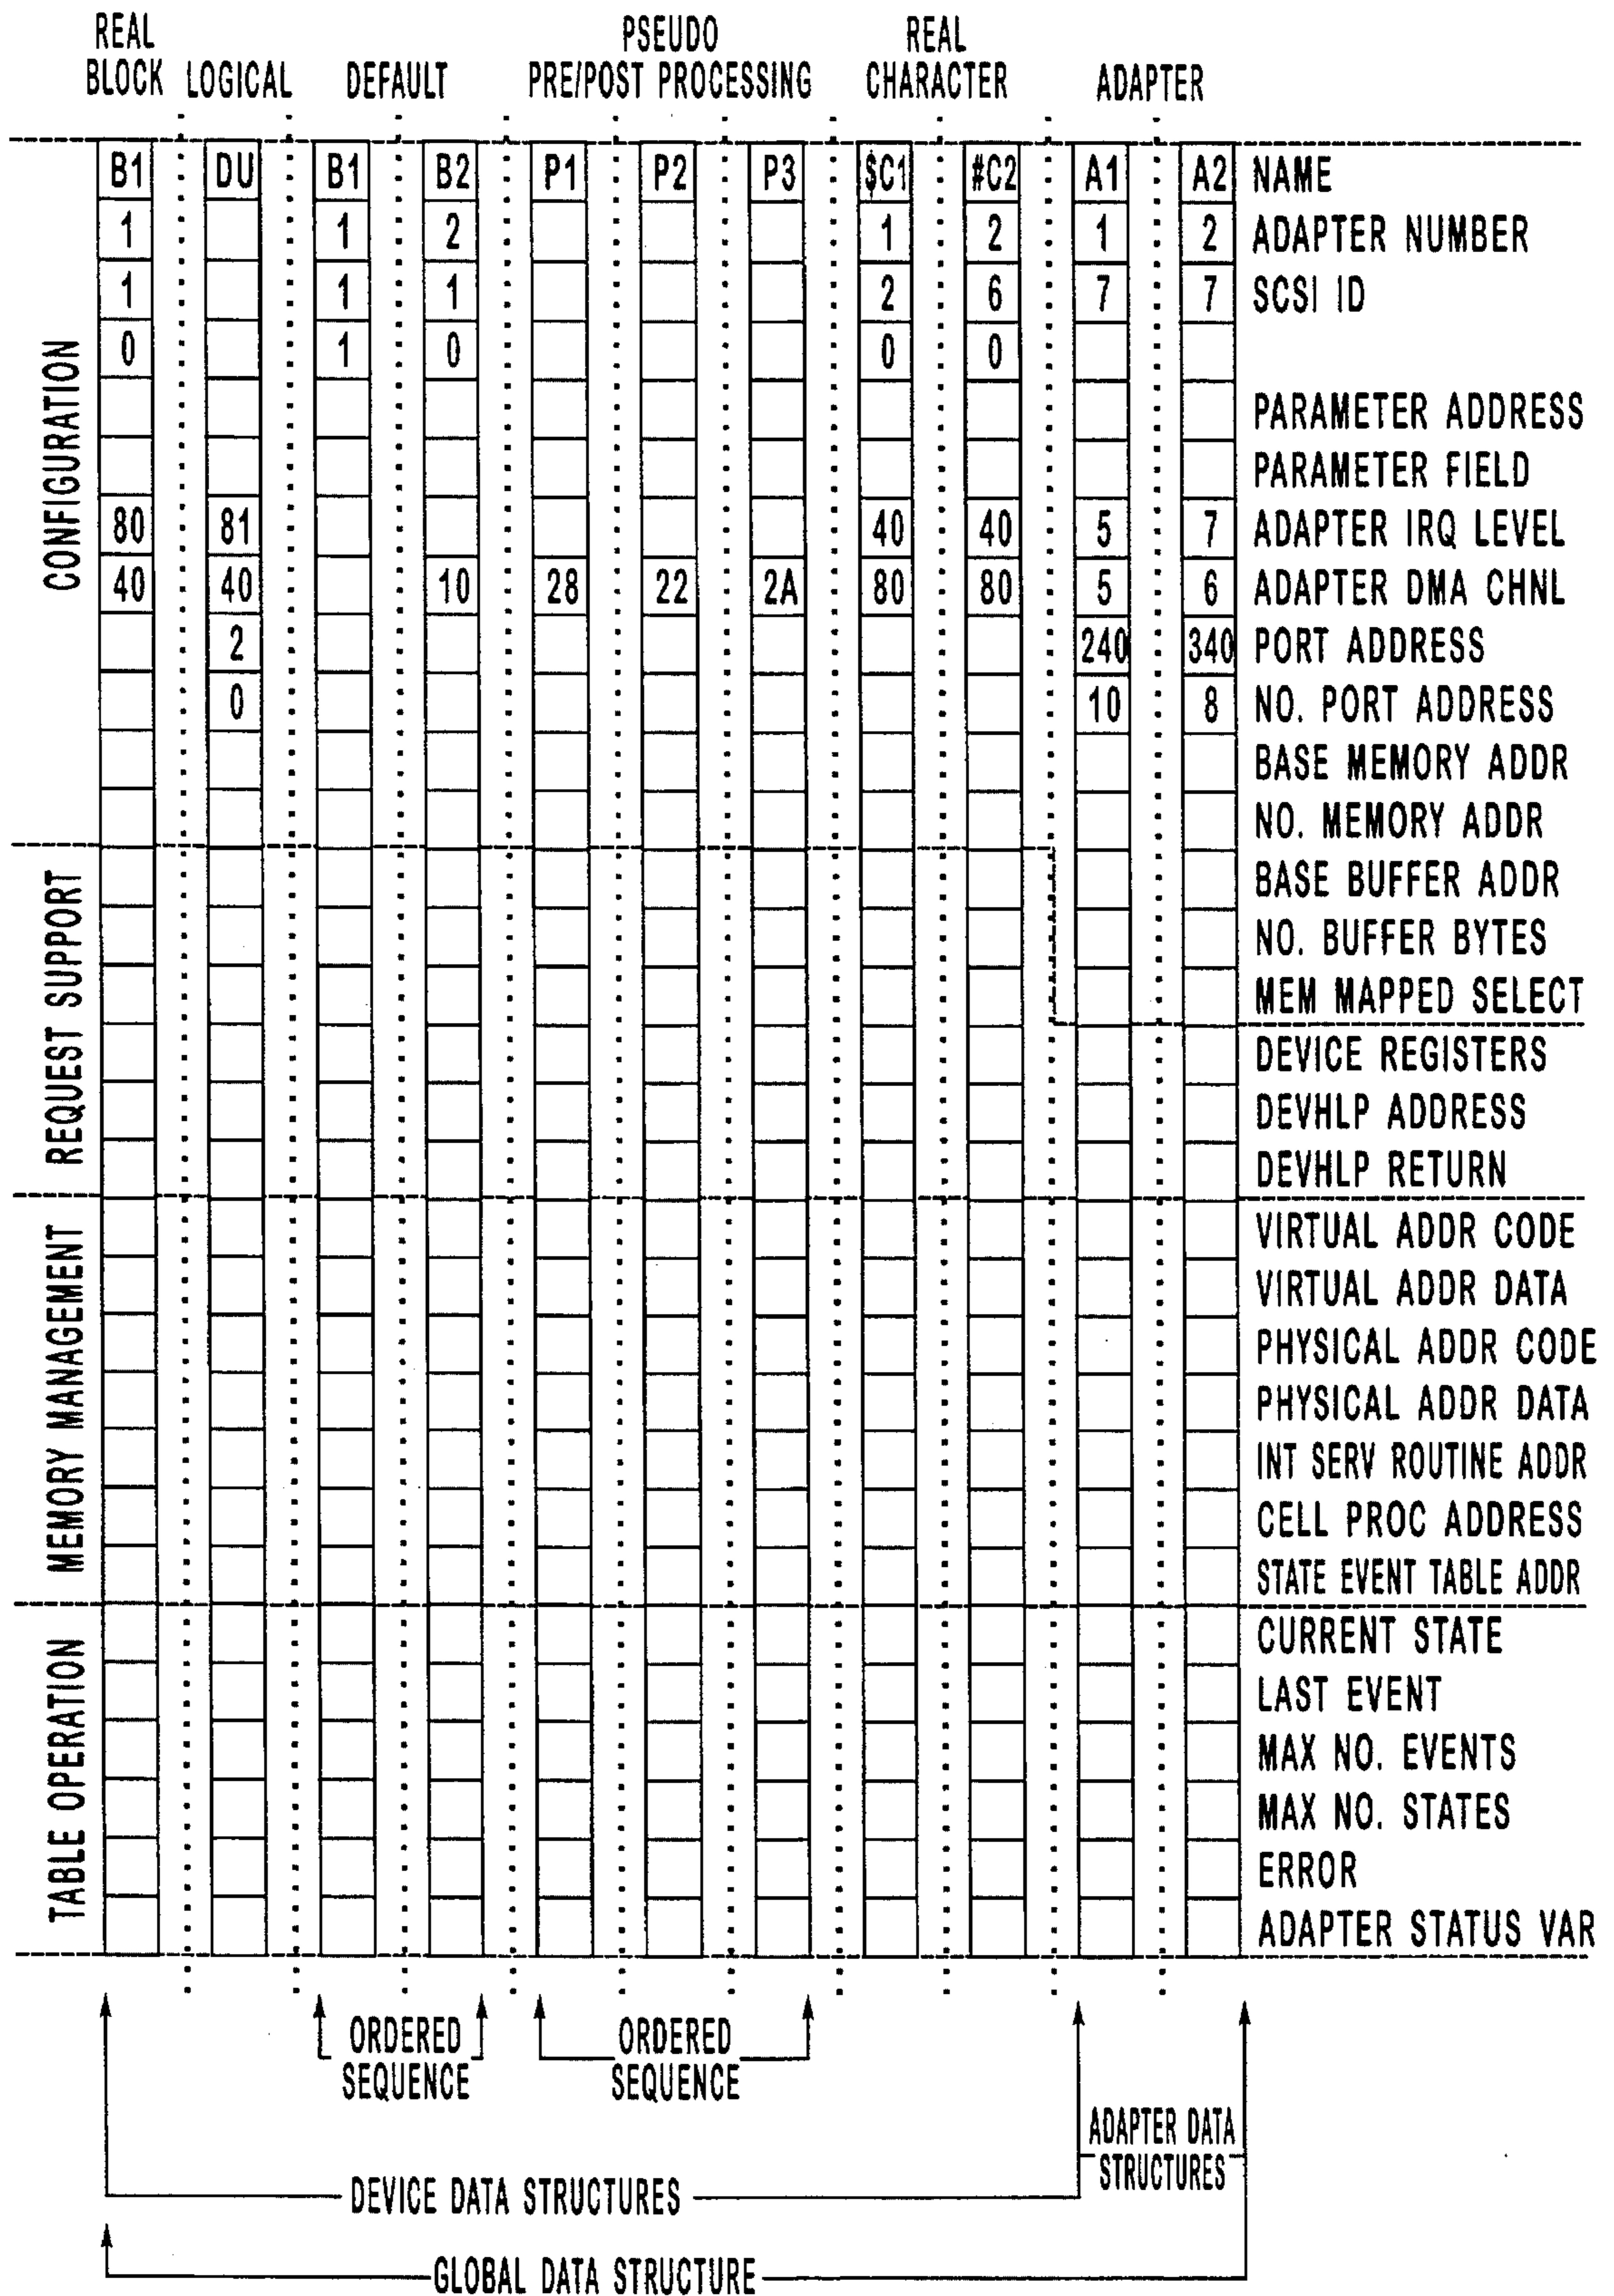 REAL PSEUDO REAL
BLOCK LOGICAL DEFAULT PRE/POST PROCESSING CHARACTER ADAPTER
B1 DU B1 B2 P1 P2 P3 $C1 #C2 A1 A2 NAME
1 1 2 1 2 1 2 ADAPTER NUMBER
1 1 1 2 6 7 7 SCSI ID
0 1 0 0 0
PARAMETER ADDRESS
PARAMETER FIELD
80 81 40 40 5 7 ADAPTER IRQ LEVEL
40 40 10 28 22 2A 80 80 5 6 ADAPTER DMA CHNL
2 240 340 PORT ADDRESS
0 10 8 NO. PORT ADDRESS
BASE MEMORY ADDR
NO. MEMORY ADDR
CONFIGURATION
BASE BUFFER ADDR
NO. BUFFER BYTES
MEM MAPPED SELECT
DEVICE REGISTERS
DEVHLP ADDRESS
DEVHLP RETURN
REQUEST SUPPORT
VIRTUAL ADDR CODE
VIRTUAL ADDR DATA
PHYSICAL ADDR CODE
PHYSICAL ADDR DATA
INT SERV ROUTINE ADDR
CELL PROC ADDRESS
STATE EVENT TABLE ADDR
MEMORY MANAGEMENT
CURRENT STATE
LAST EVENT
MAX NO. EVENTS
MAX NO. STATES
ERROR
ADAPTER STATUS VAR
TABLE OPERATION
ORDERED SEQUENCE
ORDERED SEQUENCE
ADAPTER DATA STRUCTURES
DEVICE DATA STRUCTURES
GLOBAL DATA STRUCTURE